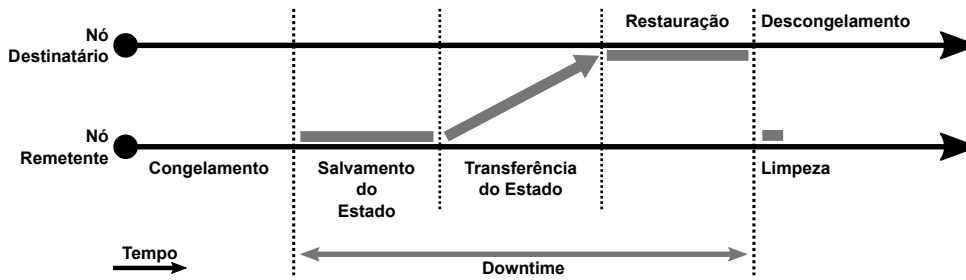 Restauração
Descongelamento
Nó
Destinatário
Nó
Remetente
Congelamento
Salvamento
do
Estado
Transferência
do Estado
Limpeza
Tempo
Downtime